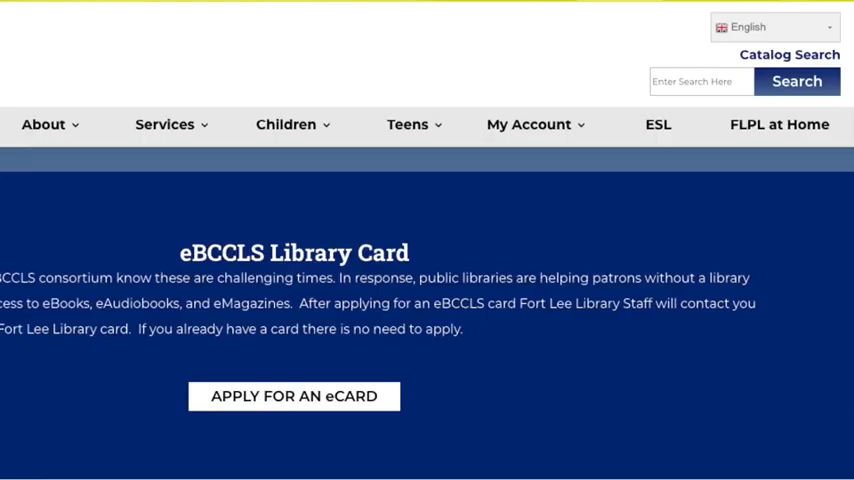 English
Catalog Search
Enter Search Here
Search
About
Services
Children
Teens
My Account
ESL
FLPL at Home
eBCCLS Library Card
BCCLS consortium know these are challenging times. In response, public libraries are helping patrons without a library
cess to eBooks, eAudiobooks, and eMagazines. After applying for an eBCCLS card Fort Lee Library Staff will contact you
Fort Lee Library card. If you already have a card there is no need to apply.
APPLY FOR AN eCARD